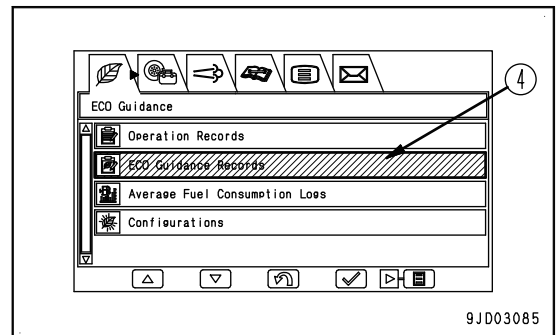 4
ECO Guidance
Operation Records
ECO Guidance Records
Average Fuel Consumption Logs
Configurations
9JD03085